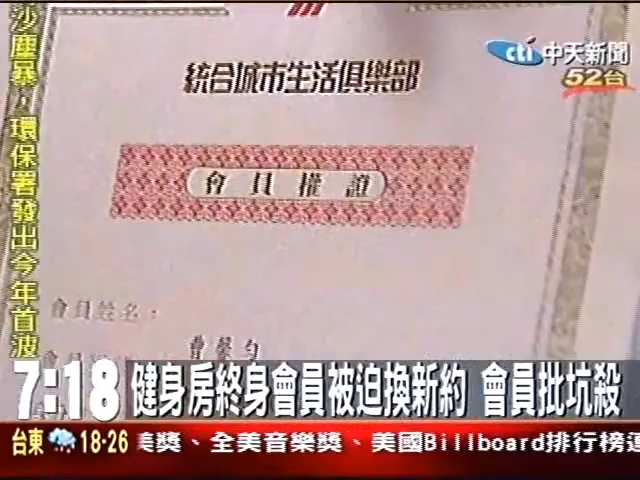 沙塵暴，環保署發出今年首波
cti 中天新聞
52台
統合城市生活俱樂部
會員權證
會員姓名：
7:18 健身房終身會員被迫換新約 會員批坑殺
台東 18-26 美獎、全美音樂獎、美國Billboard排行榜